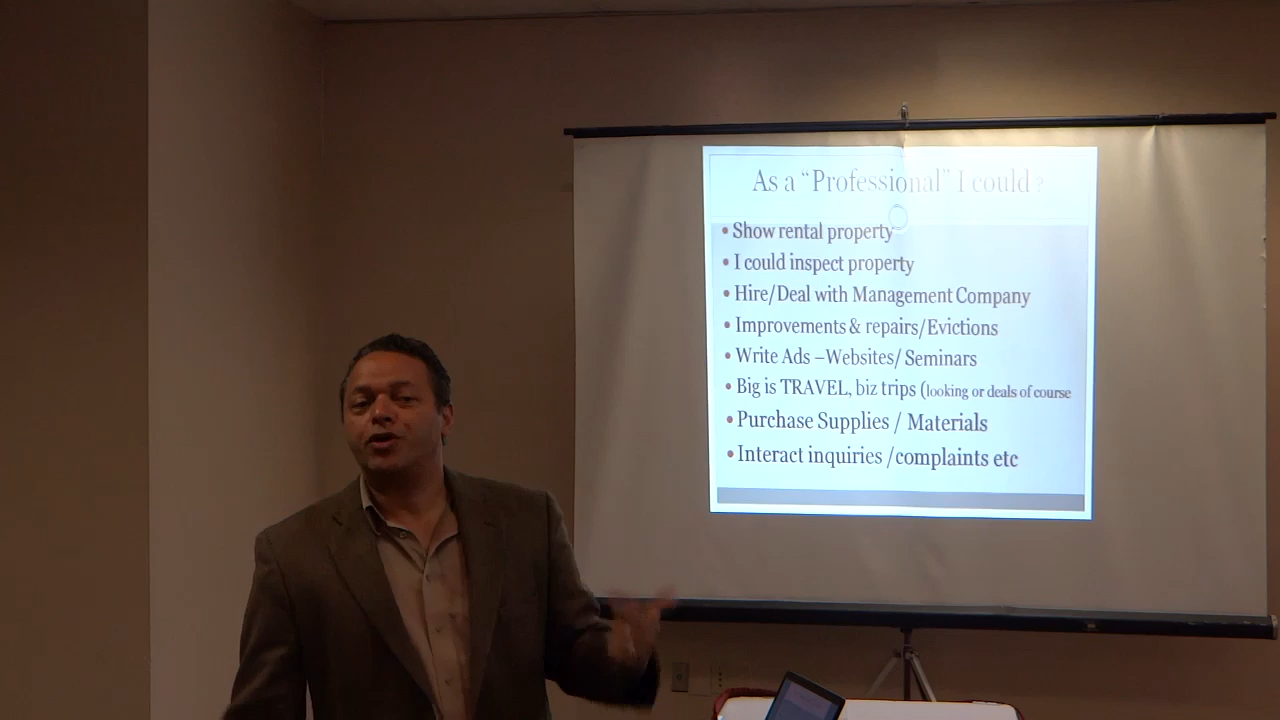 As a “Professional” I could ?
• Show rental property
• I could inspect property
• Hire/Deal with Management Company
• Improvements & repairs/Evictions
• Write Ads –Websites/ Seminars
• Big is TRAVEL, biz trips (looking or deals of course
• Purchase Supplies / Materials
• Interact inquiries /complaints etc